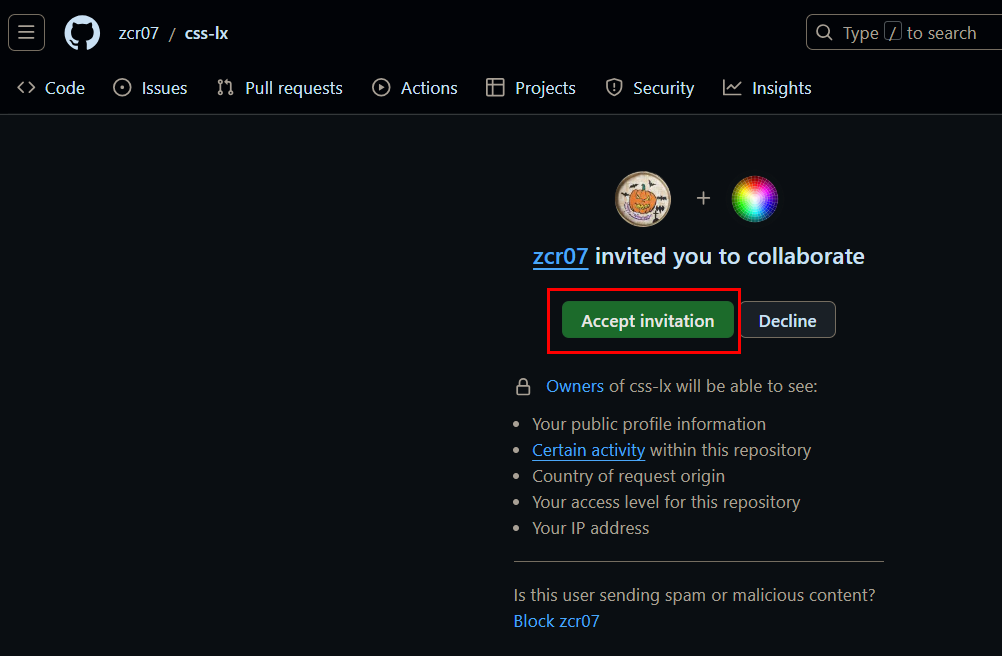 zcr07 / css-lx
Type / to search
Code Issues Pull requests Actions Projects Security Insights
+
zcr07 invited you to collaborate
Accept invitation Decline
Owners of css-lx will be able to see:
• Your public profile information
• Certain activity within this repository
• Country of request origin
• Your access level for this repository
• Your IP address
Is this user sending spam or malicious content?
Block zcr07